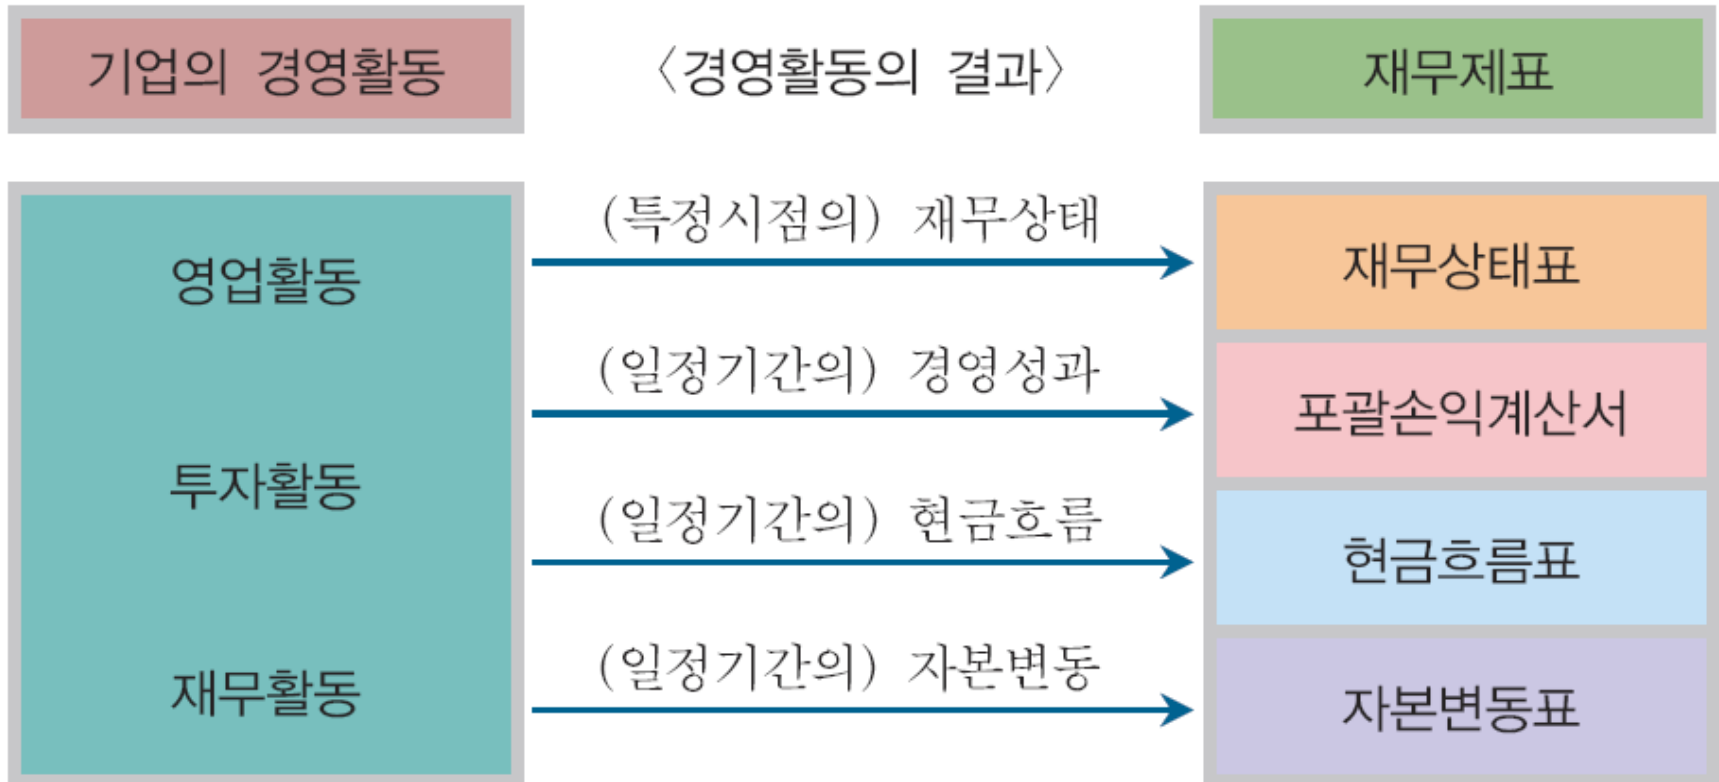 기업의 경영활동
〈경영활동의 결과〉
재무제표
영업활동
투자활동
재무활동
(특정시점의) 재무상태
(일정기간의) 경영성과
(일정기간의) 현금흐름
(일정기간의) 자본변동
재무상태표
포괄손익계산서
현금흐름표
자본변동표